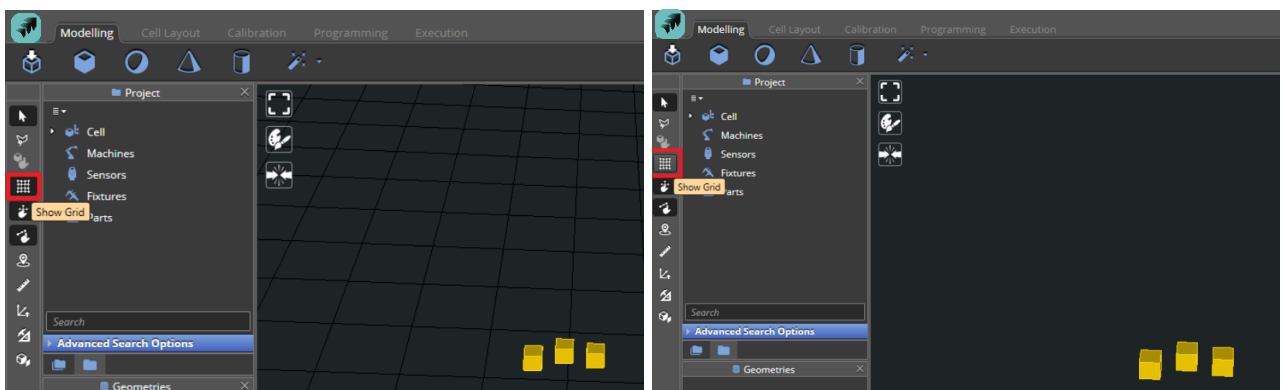 Modelling Cell Layout Calibration Programming Execution
Project
Cell
Machines
Sensors
Fixtures
Show Grid
Parts
Search
Advanced Search Options
Geometries
Modelling Cell Layout Calibration Programming Execution
Project
Cell
Machines
Sensors
Fixtures
Show Grid
arts
Search
Advanced Search Options
Geometries